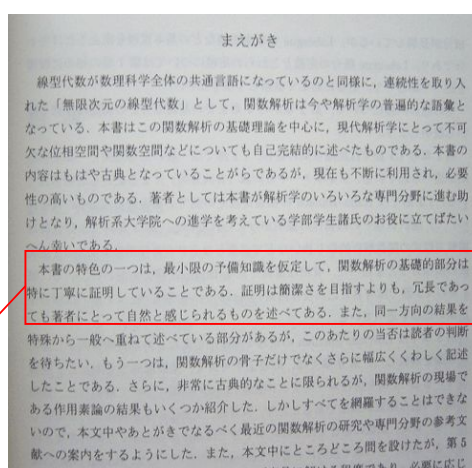 まえがき
線型代数が数理科学全体の共通言語になっているのと同様に，連続性を取り入
れた「無限次元の線型代数」として，関数解析は今や解析学の普遍的な語彙と
なっている．本書はこの関数解析の基礎理論を中心に，現代解析学にとって不可
欠な位相空間や関数空間などについても自己完結的に述べたものである．本書の
内容はもはや古典となっていることがらであるが，現在も不断に利用され，必要
性の高いものである．著者としては本書が解析学のいろいろな専門分野に進む助
けとなり，解析系大学院への進学を考えている学部学生諸氏のお役に立てばたい
へん幸いである．
本書の特色の一つは，最小限の予備知識を仮定して，関数解析の基礎的部分は
特に丁寧に証明していることである．証明は簡潔さを目指すよりも，冗長であっ
ても著者にとって自然と感じられるものを述べてある．また，同一方向の結果を
特殊から一般へ重ねて述べている部分があるが，このあたりの当否は読者の判断
を待ちたい．もう一つは，関数解析の骨子だけでなくさらに幅広くくわしく記述
したことである．さらに，非常に古典的なことに限られるが，関数解析の現場で
ある作用素論の結果もいくつか紹介した．しかしすべてを網羅することはできな
いので，本文中やあとがきでなるべく最近の関数解析の研究や専門分野の参考文
献への案内をするようにした．また，本文中にところどころ問を設けたが，第5
必要に応じ